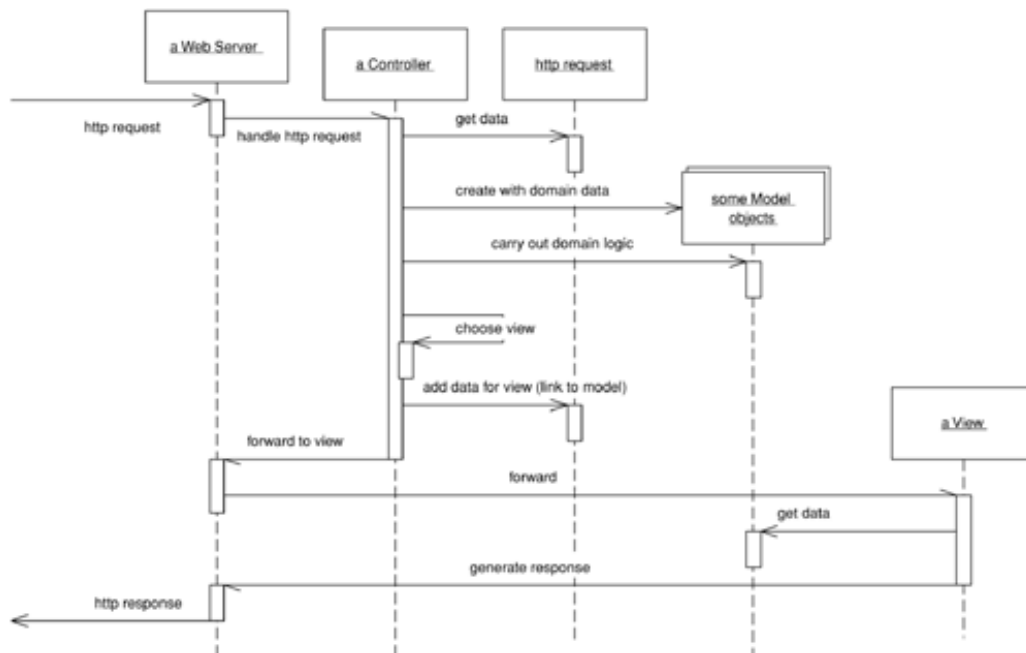 a Web Server
a Controller
http request
http request
handle http request
get data
create with domain data
some Model
objects
carry out domain logic
choose view
add data for view (link to model)
a View
forward to view
forward
get data
generate response
http response